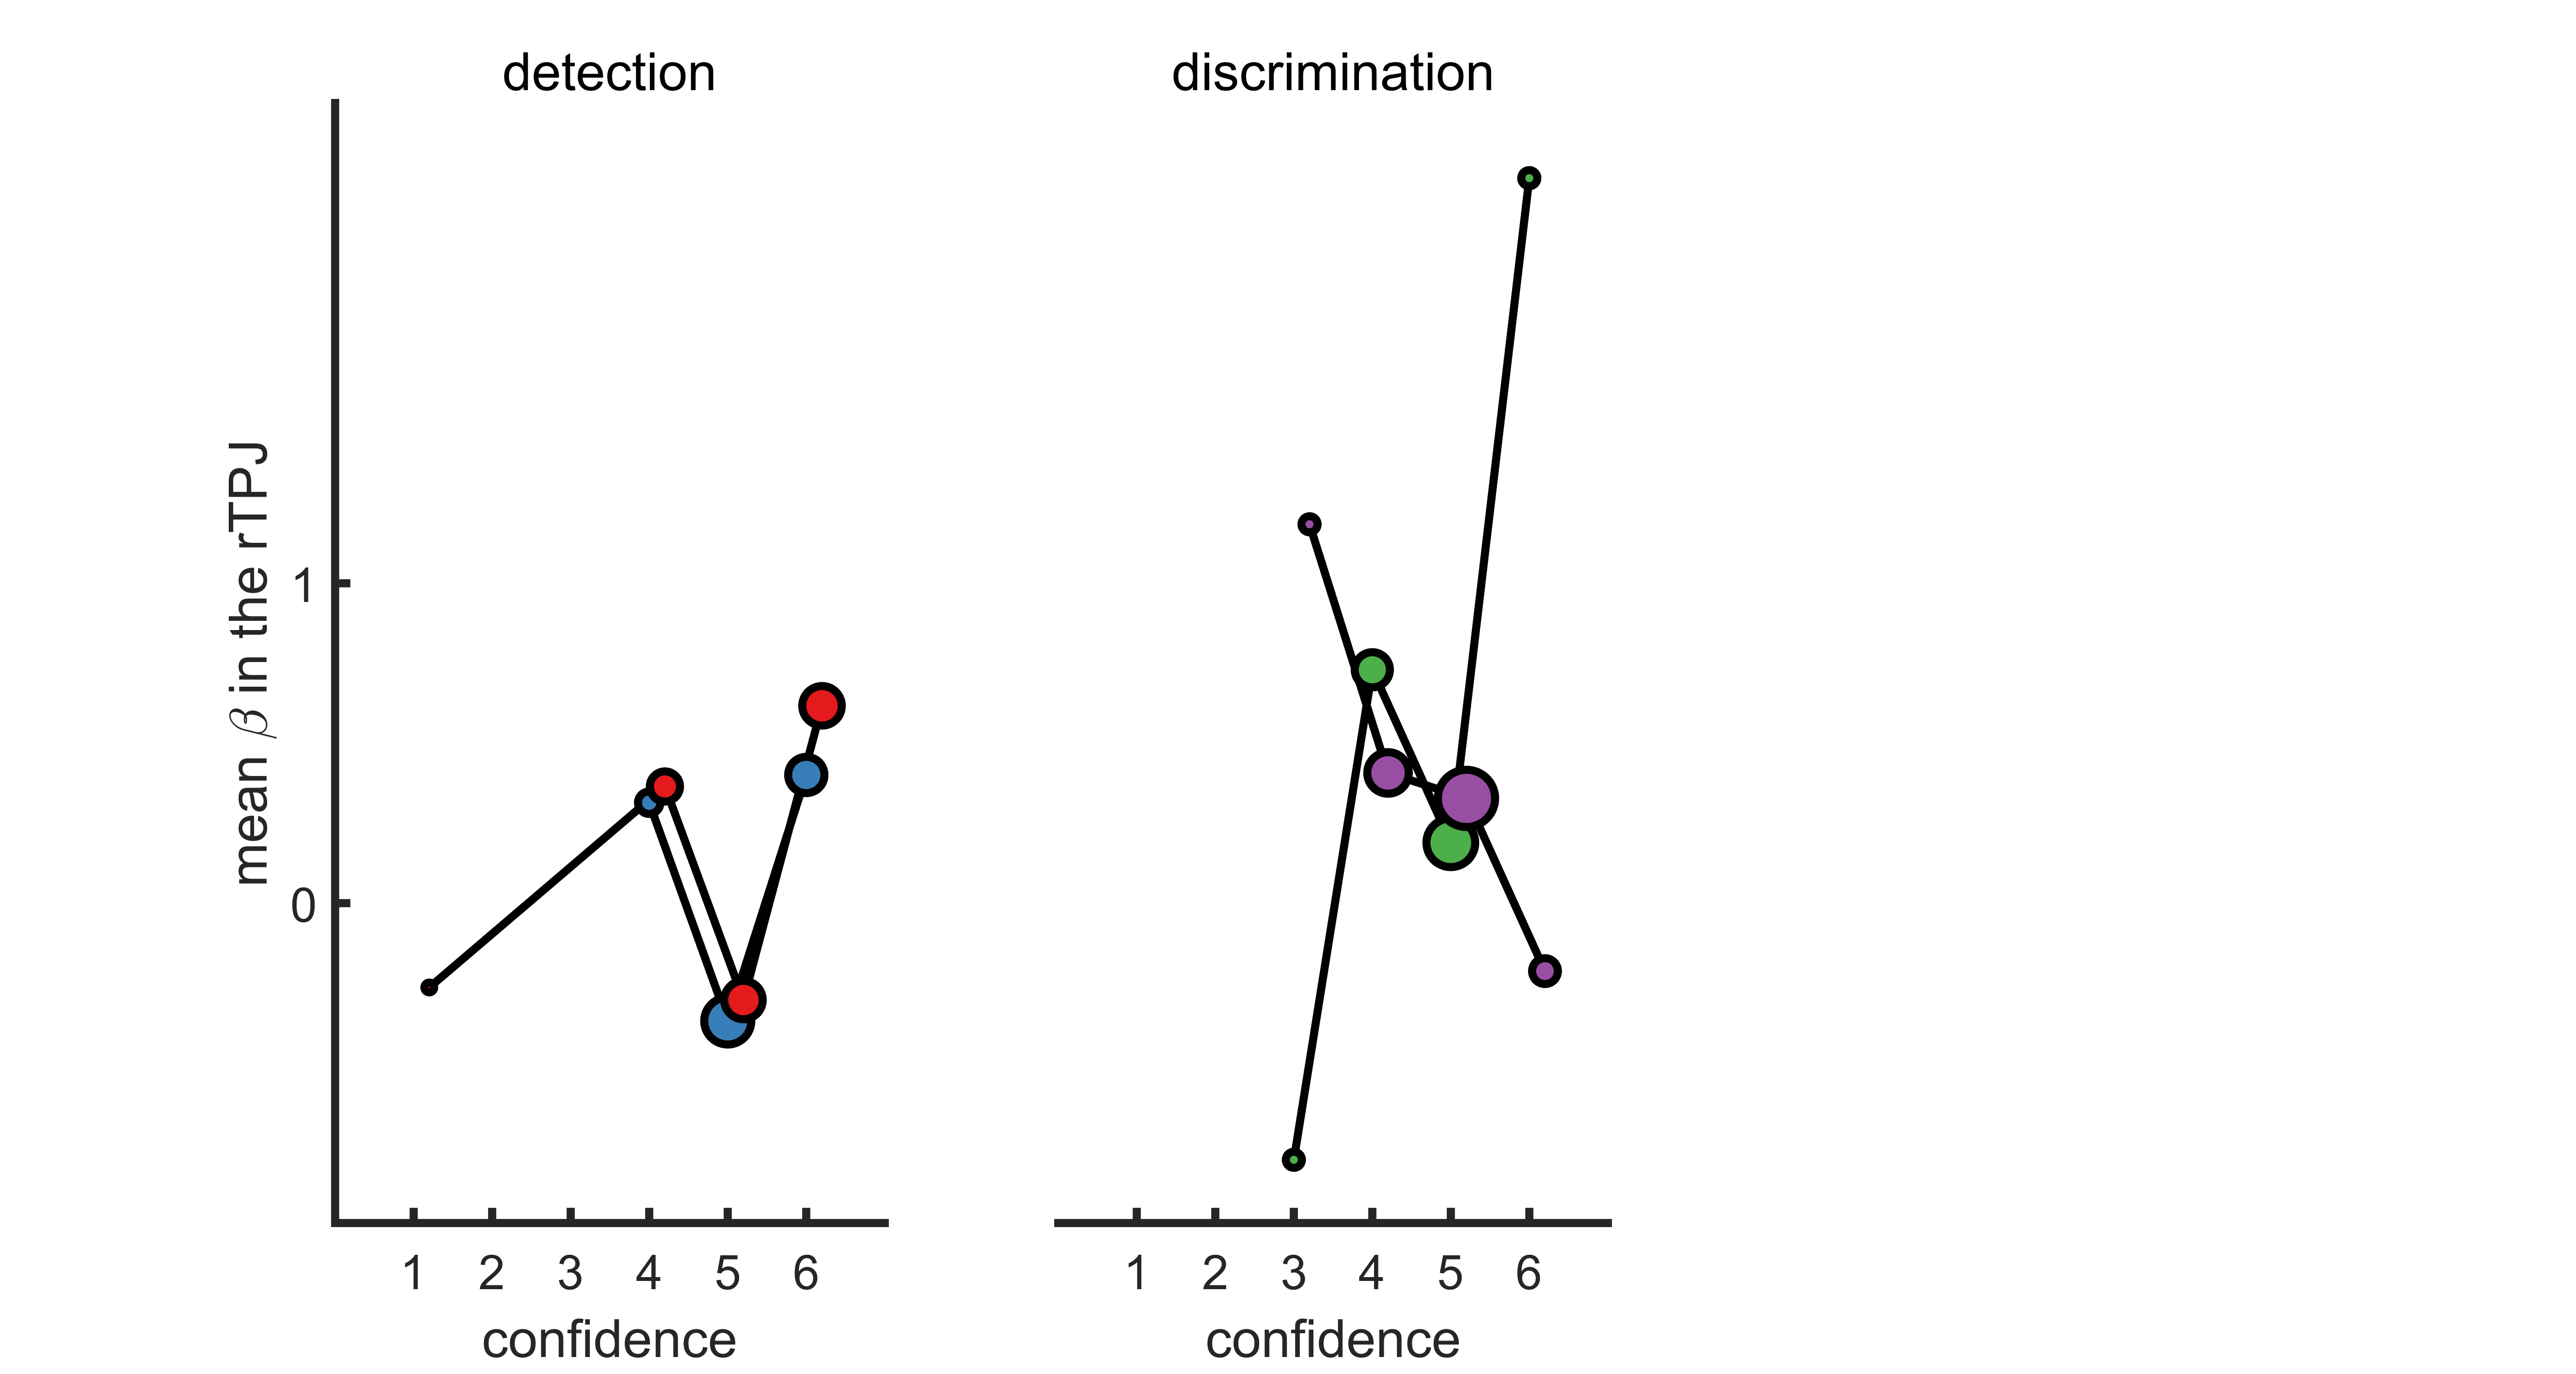 detection
discrimination
mean β in the rTPJ
1
0
1 2 3 4 5 6
1 2 3 4 5 6
confidence
confidence